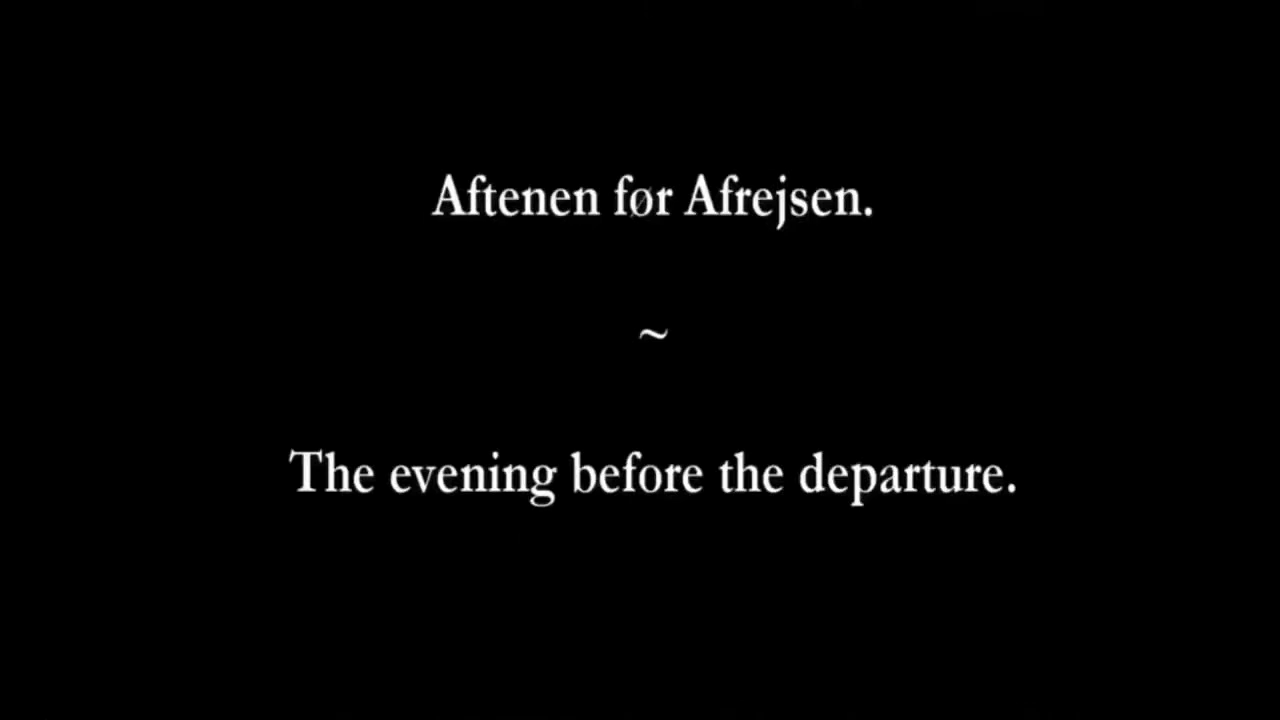 Aftenen før Afrejsen.
~
The evening before the departure.